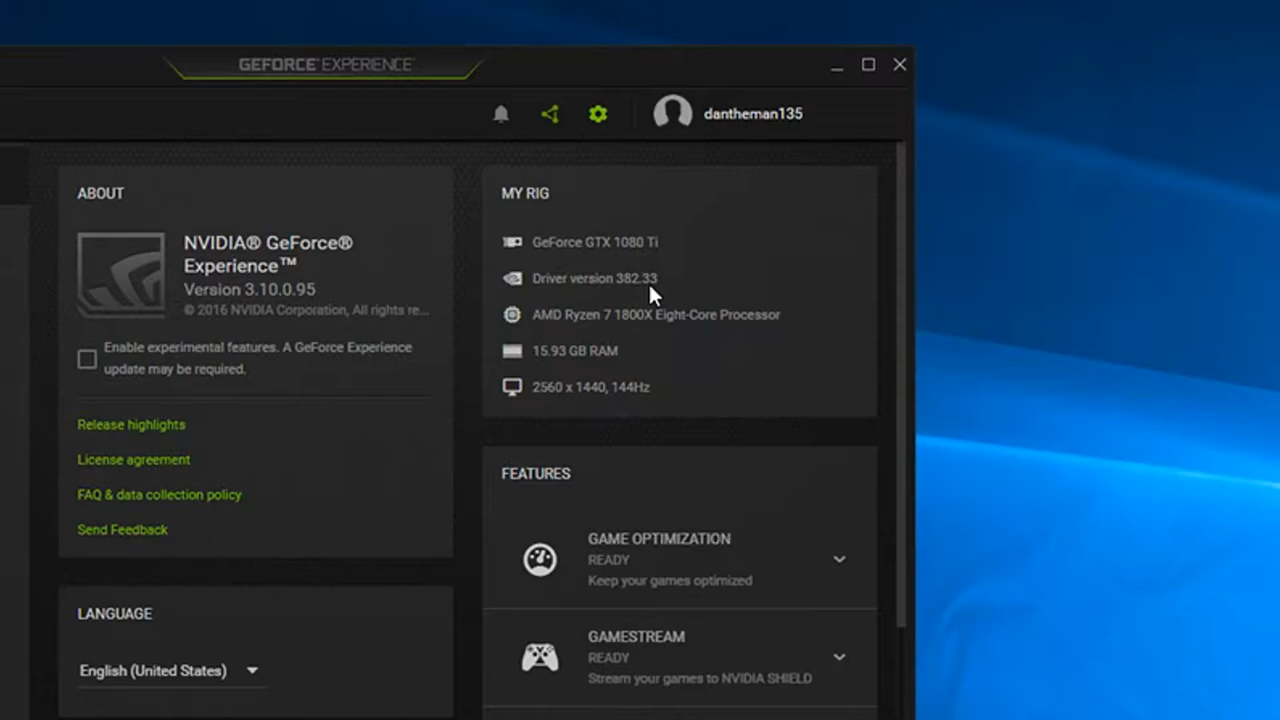 GEFORCE® EXPERIENCE™
dantheman135
ABOUT
NVIDIA® GeForce®
Experience™
Version 3.10.0.95
© 2016 NVIDIA Corporation, All rights re...
Enable experimental features. A GeForce Experience
update may be required.
Release highlights
License agreement
FAQ & data collection policy
Send Feedback
LANGUAGE
English (United States)
MY RIG
GeForce GTX 1080 Ti
Driver version 382.33
AMD Ryzen 7 1800X Eight-Core Processor
15.93 GB RAM
2560 x 1440, 144Hz
FEATURES
GAME OPTIMIZATION
READY
Keep your games optimized
GAMESTREAM
READY
Stream your games to NVIDIA SHIELD